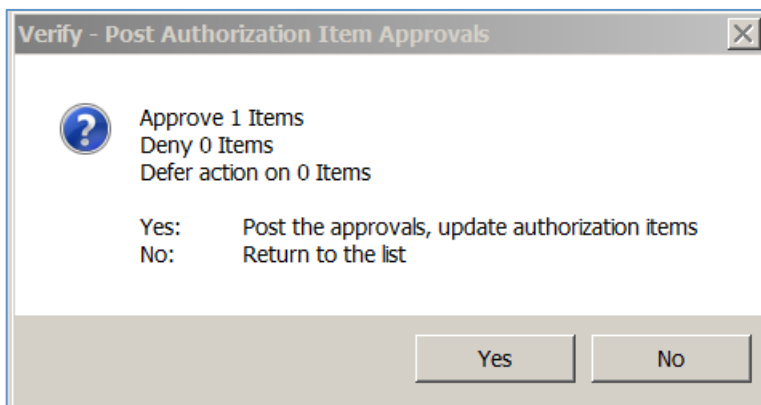 Verify - Post Authorization Item Approvals
Approve 1 Items
Deny 0 Items
Defer action on 0 Items
Yes: Post the approvals, update authorization items
No: Return to the list
Yes No